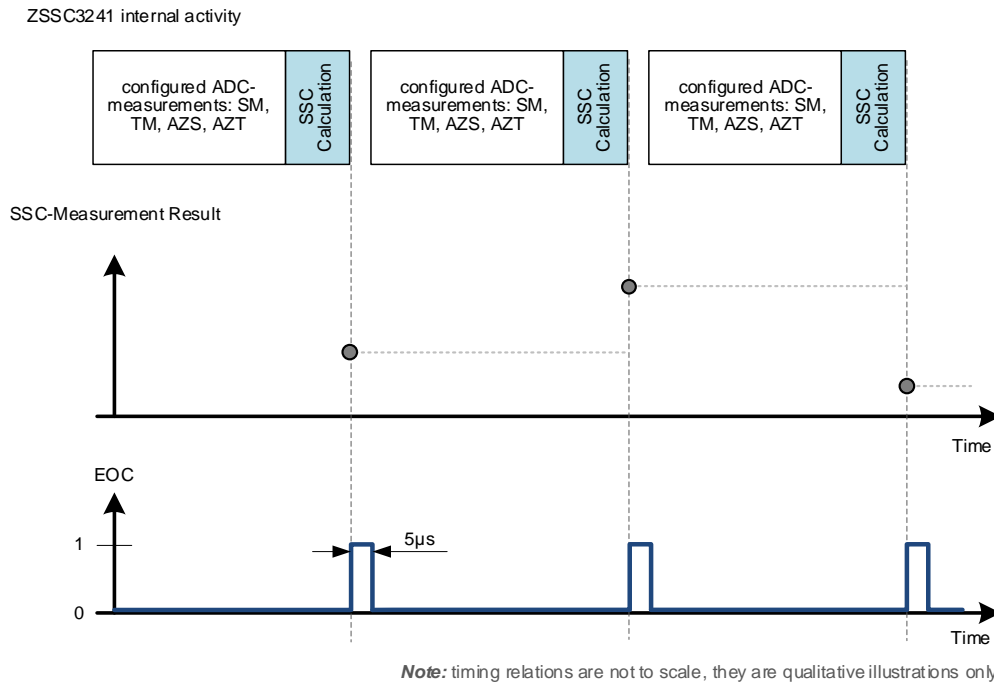 ZSSC3241 internal activity
configured ADC-
measurements: SM,
TM, AZS, AZT
SSC
Calculation
configured ADC-
measurements: SM,
TM, AZS, AZT
SSC
Calculation
configured ADC-
measurements: SM,
TM, AZS, AZT
SSC
Calculation
SSC-Measurement Result
Time
EOC
1
5µs
0
Time
Note: timing relations are not to scale, they are qualitative illustrations only